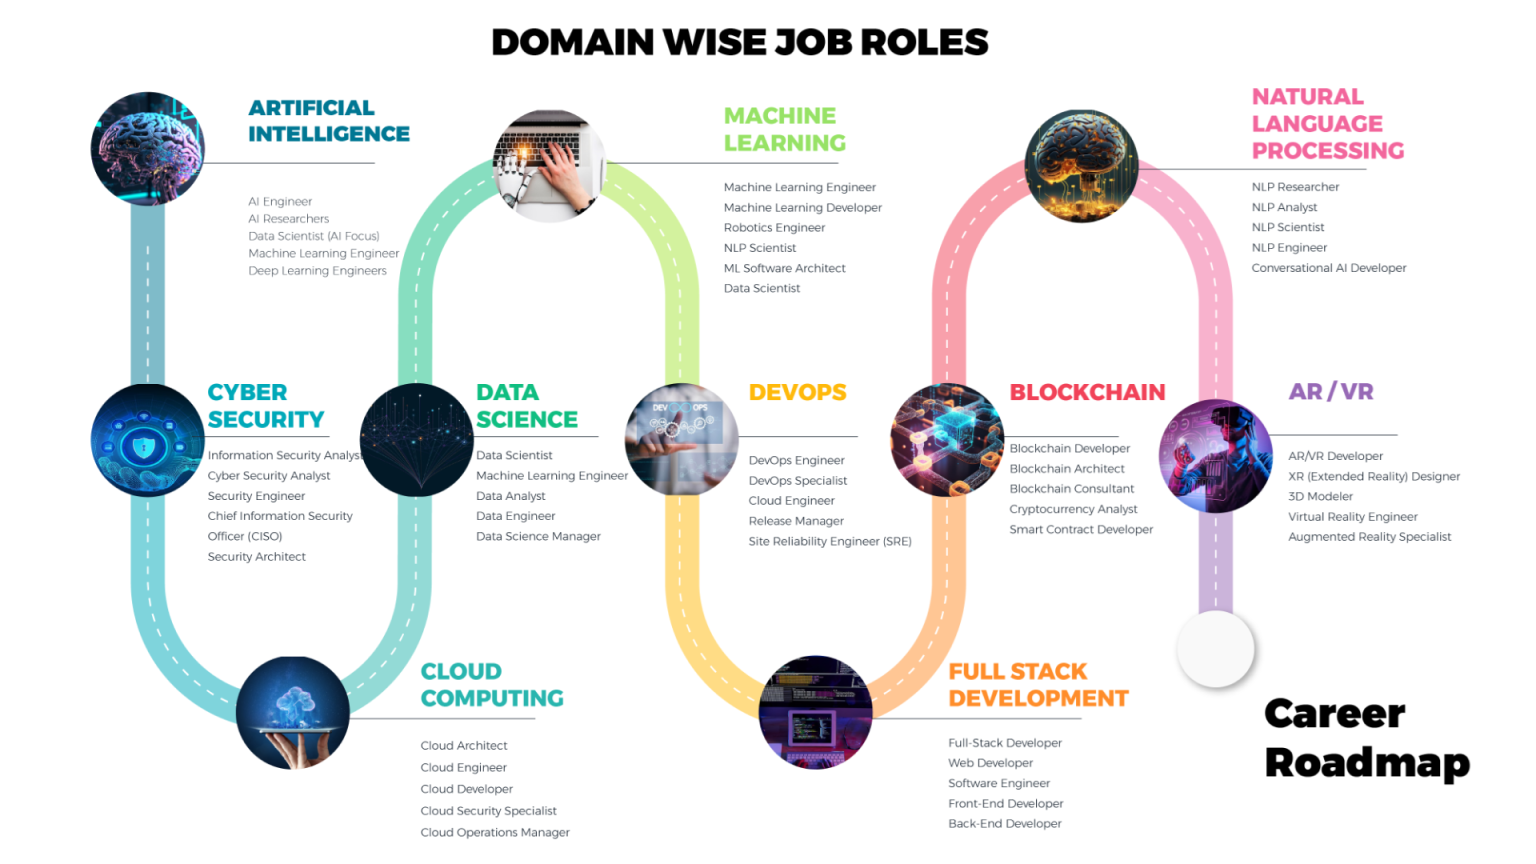 DOMAIN WISE JOB ROLES
ARTIFICIAL
INTELLIGENCE
AI Engineer
AI Researchers
Data Scientist (AI Focus)
Machine Learning Engineer
Deep Learning Engineers
CYBER
SECURITY
Information Security Analyst
Cyber Security Analyst
Security Engineer
Chief Information Security
Officer (CISO)
Security Architect
CLOUD
COMPUTING
Cloud Architect
Cloud Engineer
Cloud Developer
Cloud Security Specialist
Cloud Operations Manager
DATA
SCIENCE
Data Scientist
Machine Learning Engineer
Data Analyst
Data Engineer
Data Science Manager
MACHINE
LEARNING
Machine Learning Engineer
Machine Learning Developer
Robotics Engineer
NLP Scientist
ML Software Architect
Data Scientist
DEVOPS
DEV OPS
DevOps Engineer
DevOps Specialist
Cloud Engineer
Release Manager
Site Reliability Engineer (SRE)
FULL STACK
DEVELOPMENT
Full-Stack Developer
Web Developer
Software Engineer
Front-End Developer
Back-End Developer
BLOCKCHAIN
Blockchain Developer
Blockchain Architect
Blockchain Consultant
Cryptocurrency Analyst
Smart Contract Developer
NATURAL
LANGUAGE
PROCESSING
NLP Researcher
NLP Analyst
NLP Scientist
NLP Engineer
Conversational AI Developer
AR / VR
AR/VR Developer
XR (Extended Reality) Designer
3D Modeler
Virtual Reality Engineer
Augmented Reality Specialist
Career
Roadmap